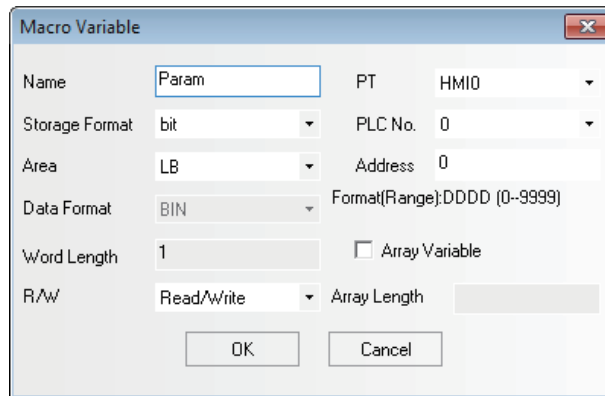 Macro Variable
Name Param PT HMI0
Storage Format bit PLC No. 0
Area LB Address 0
Data Format BIN Format(Range):DDDD (0--9999)
Word Length 1 Array Variable
R/W Read/Write Array Length
OK Cancel